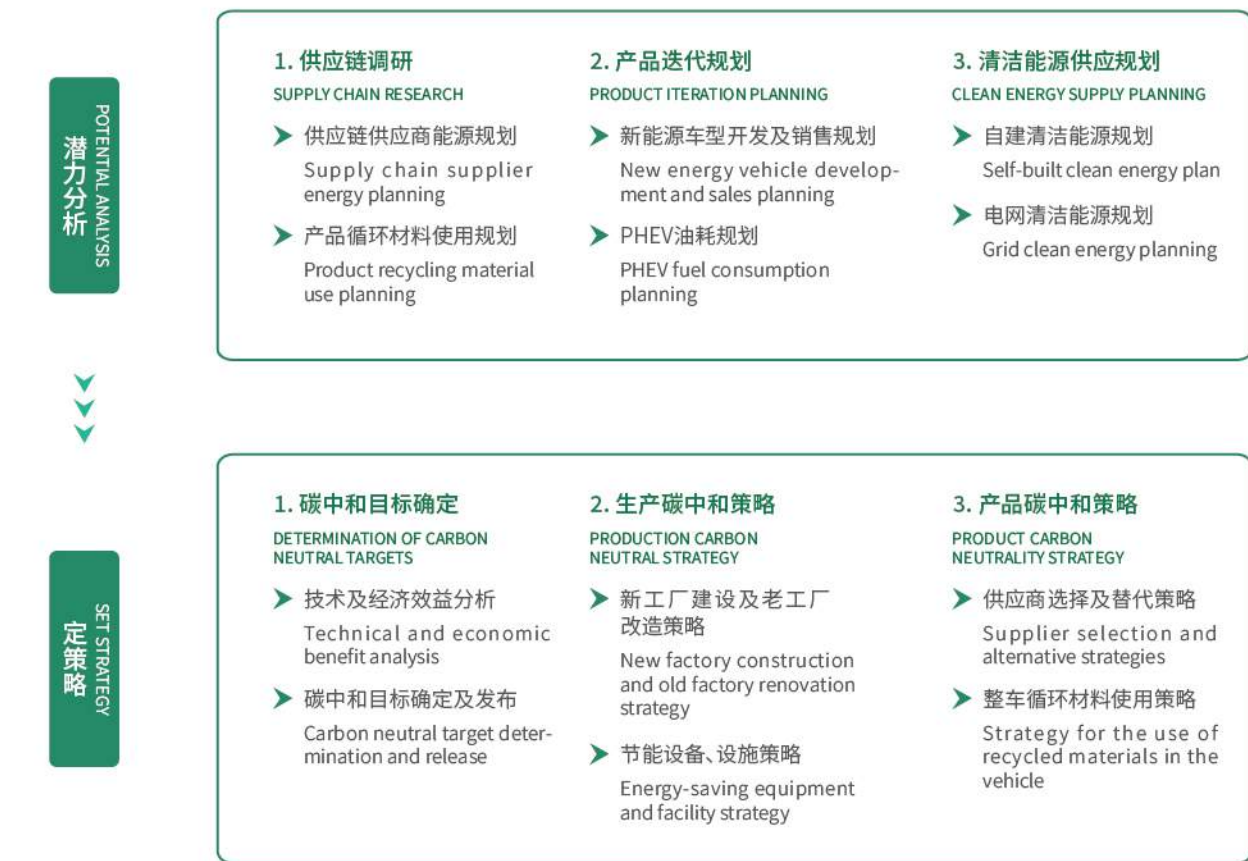 潜力分析
POTENTIAL ANALYSIS
1. 供应链调研
SUPPLY CHAIN RESEARCH
供应链供应商能源规划
Supply chain supplier
energy planning
产品循环材料使用规划
Product recycling material
use planning
2. 产品迭代规划
PRODUCT ITERATION PLANNING
新能源车型开发及销售规划
New energy vehicle develop-
ment and sales planning
PHEV油耗规划
PHEV fuel consumption
planning
3. 清洁能源供应规划
CLEAN ENERGY SUPPLY PLANNING
自建清洁能源规划
Self-built clean energy plan
电网清洁能源规划
Grid clean energy planning
定策略
SET STRATEGY
1. 碳中和目标确定
DETERMINATION OF CARBON
NEUTRAL TARGETS
技术及经济效益分析
Technical and economic
benefit analysis
碳中和目标确定及发布
Carbon neutral target deter-
mination and release
2. 生产碳中和策略
PRODUCTION CARBON
NEUTRAL STRATEGY
新工厂建设及老工厂
改造策略
New factory construction
and old factory renovation
strategy
节能设备、设施策略
Energy-saving equipment
and facility strategy
3. 产品碳中和策略
PRODUCT CARBON
NEUTRALITY STRATEGY
供应商选择及替代策略
Supplier selection and
alternative strategies
整车循环材料使用策略
Strategy for the use of
recycled materials in the
vehicle